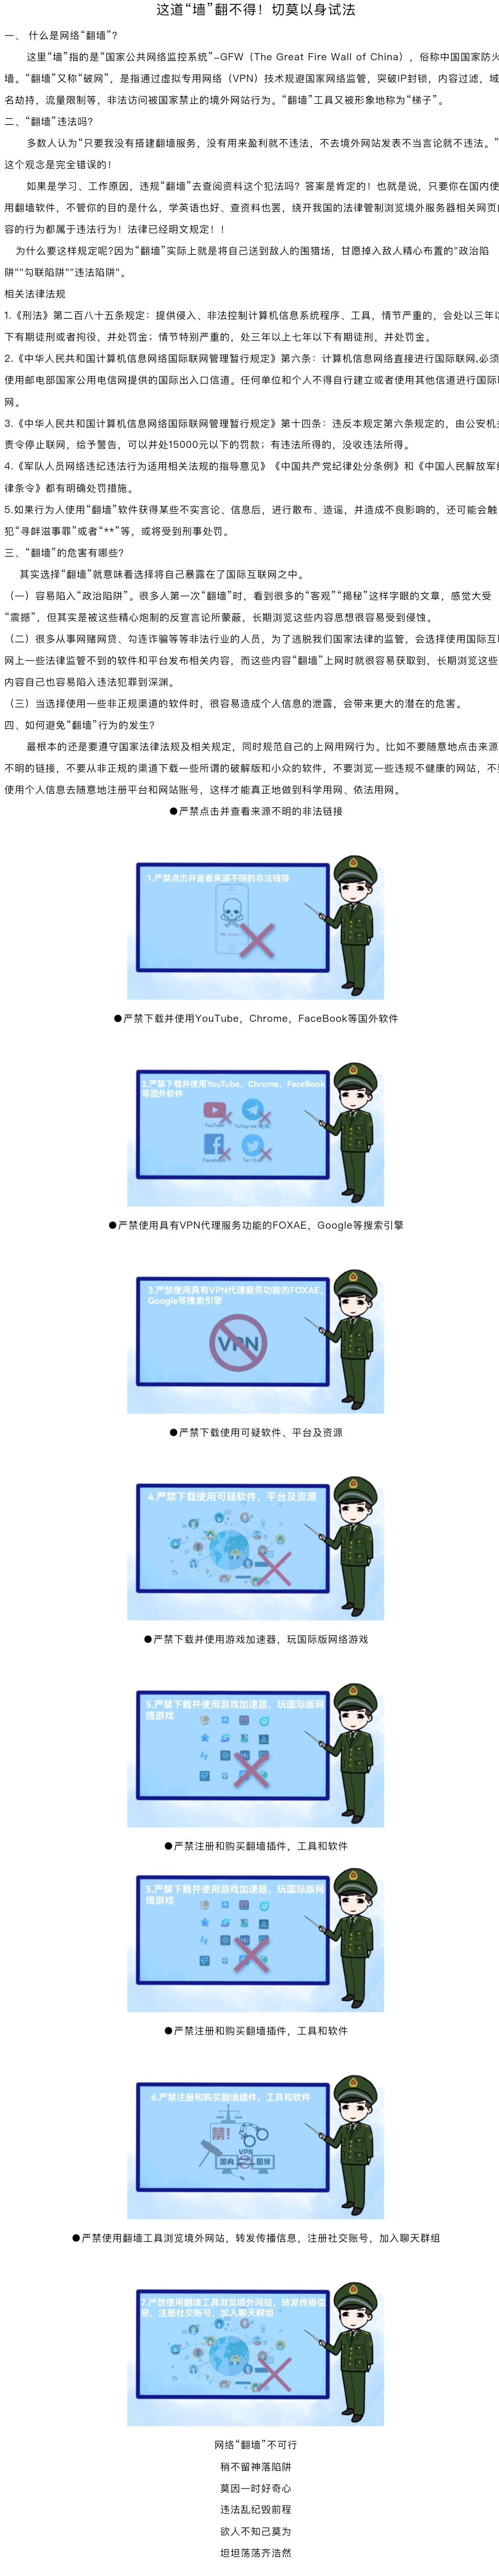 这道“墙”翻不得！切莫以身试法
一、 什么是网络“翻墙”？
这里“墙”指的是“国家公共网络监控系统”-GFW（The Great Fire Wall of China），俗称中国国家防火
墙。“翻墙”又称“破网”，是指通过虚拟专用网络（VPN）技术规避国家网络监管，突破IP封锁，内容过滤，域
名劫持，流量限制等，非法访问被国家禁止的境外网站行为。“翻墙”工具又被形象地称为“梯子”。
二、“翻墙”违法吗？
多数人认为“只要我没有搭建翻墙服务，没有用来盈利就不违法，不去境外网站发表不当言论就不违法。”
这个观念是完全错误的！
如果是学习、工作原因，违规“翻墙”去查阅资料这个犯法吗？答案是肯定的！也就是说，只要你在国内使
用翻墙软件，不管你的目的是什么，学英语也好、查资料也罢，绕开我国的法律管制浏览境外服务器相关网页内
容的行为都属于违法行为！法律已经明文规定！！
为什么要这样规定呢?因为“翻墙”实际上就是将自己送到敌人的围猎场，甘愿掉入敌人精心布置的"政治陷
阱""勾联陷阱""违法陷阱"。
相关法律法规
1.《刑法》第二百八十五条规定：提供侵入、非法控制计算机信息系统程序、工具，情节严重的，会处以三年以
下有期徒刑或者拘役，并处罚金；情节特别严重的，处三年以上七年以下有期徒刑，并处罚金。
2.《中华人民共和国计算机信息网络国际联网管理暂行规定》第六条：计算机信息网络直接进行国际联网,必须
使用邮电部国家公用电信网提供的国际出入口信道。任何单位和个人不得自行建立或者使用其他信道进行国际联
网。
3.《中华人民共和国计算机信息网络国际联网管理暂行规定》第十四条：违反本规定第六条规定的，由公安机关
责令停止联网，给予警告，可以并处15000元以下的罚款；有违法所得的，没收违法所得。
4.《军队人员网络违纪违法行为适用相关法规的指导意见》《中国共产党纪律处分条例》和《中国人民解放军纪
律条令》都有明确处罚措施。
5.如果行为人使用“翻墙”软件获得某些不实言论、信息后，进行散布、造谣，并造成不良影响的，还可能会触
犯“寻衅滋事罪”或者“**”等，或将受到刑事处罚。
三、“翻墙”的危害有哪些？
其实选择“翻墙”就意味着选择将自己暴露在了国际互联网之中。
（一）容易陷入“政治陷阱”。很多人第一次“翻墙”时，看到很多的“客观”“揭秘”这样字眼的文章，感觉大受
“震撼”，但其实是被这些精心炮制的反宣言论所蒙蔽，长期浏览这些内容思想很容易受到侵蚀。
（二）很多从事网赌网贷、勾连诈骗等等非法行业的人员，为了逃脱我们国家法律的监管，会选择使用国际互联
网上一些法律监管不到的软件和平台发布相关内容，而这些内容“翻墙”上网时就很容易获取到，长期浏览这些
内容自己也容易陷入违法犯罪到深渊。
（三）当选择使用一些非正规渠道的软件时，很容易造成个人信息的泄露，会带来更大的潜在的危害。
四、如何避免“翻墙”行为的发生？
最根本的还是要遵守国家法律法规及相关规定，同时规范自己的上网用网行为。比如不要随意地点击来源
不明的链接，不要从非正规的渠道下载一些所谓的破解版和小众的软件，不要浏览一些违规不健康的网站，不要
使用个人信息去随意地注册平台和网站账号，这样才能真正地做到科学用网、依法用网。
●严禁点击并查看来源不明的非法链接
1.严禁点击并查看来源不明的非法链接
●严禁下载并使用YouTube，Chrome，FaceBook等国外软件
2.严禁下载并使用YouTube，Chrome，FaceBook
等国外软件
YouTube
Telegram(电报)
Facebook
Twitter
●严禁使用具有VPN代理服务功能的FOXAE，Google等搜索引擎
3.严禁使用具有VPN代理服务功能的FOXAE，
Google等搜索引擎
VPN
●严禁下载使用可疑软件、平台及资源
4.严禁下载使用可疑软件、平台及资源
●严禁下载并使用游戏加速器，玩国际版网络游戏
5.严禁下载并使用游戏加速器，玩国际版网
络游戏
●严禁注册和购买翻墙插件，工具和软件
5.严禁下载并使用游戏加速器，玩国际版网
络游戏
●严禁注册和购买翻墙插件，工具和软件
6.严禁注册和购买翻墙插件，工具和软件
禁！
VPN
国内
国外
●严禁使用翻墙工具浏览境外网站，转发传播信息，注册社交账号，加入聊天群组
7.严禁使用翻墙工具浏览境外网站，转发传播信
息，注册社交账号，加入聊天群组
网络“翻墙”不可行
稍不留神落陷阱
莫因一时好奇心
违法乱纪毁前程
欲人不知己莫为
坦坦荡荡齐浩然